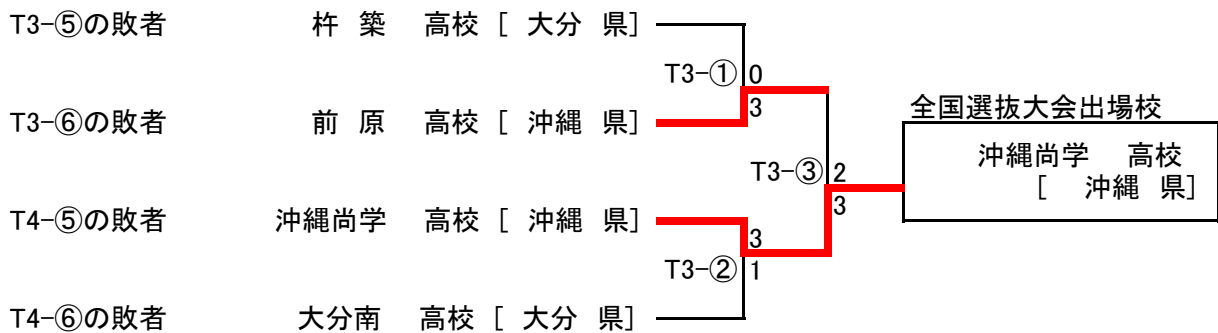 T3-⑤の敗者 杵 築 高校 [ 大分 県]
T3-① 0
3
T3-⑥の敗者 前 原 高校 [ 沖縄 県]
全国選抜大会出場校
沖縄尚学 高校
[ 沖縄 県]
T3-③ 2
3
T4-⑤の敗者 沖縄尚学 高校 [ 沖縄 県]
3
T3-② 1
T4-⑥の敗者 大分南 高校 [ 大分 県]